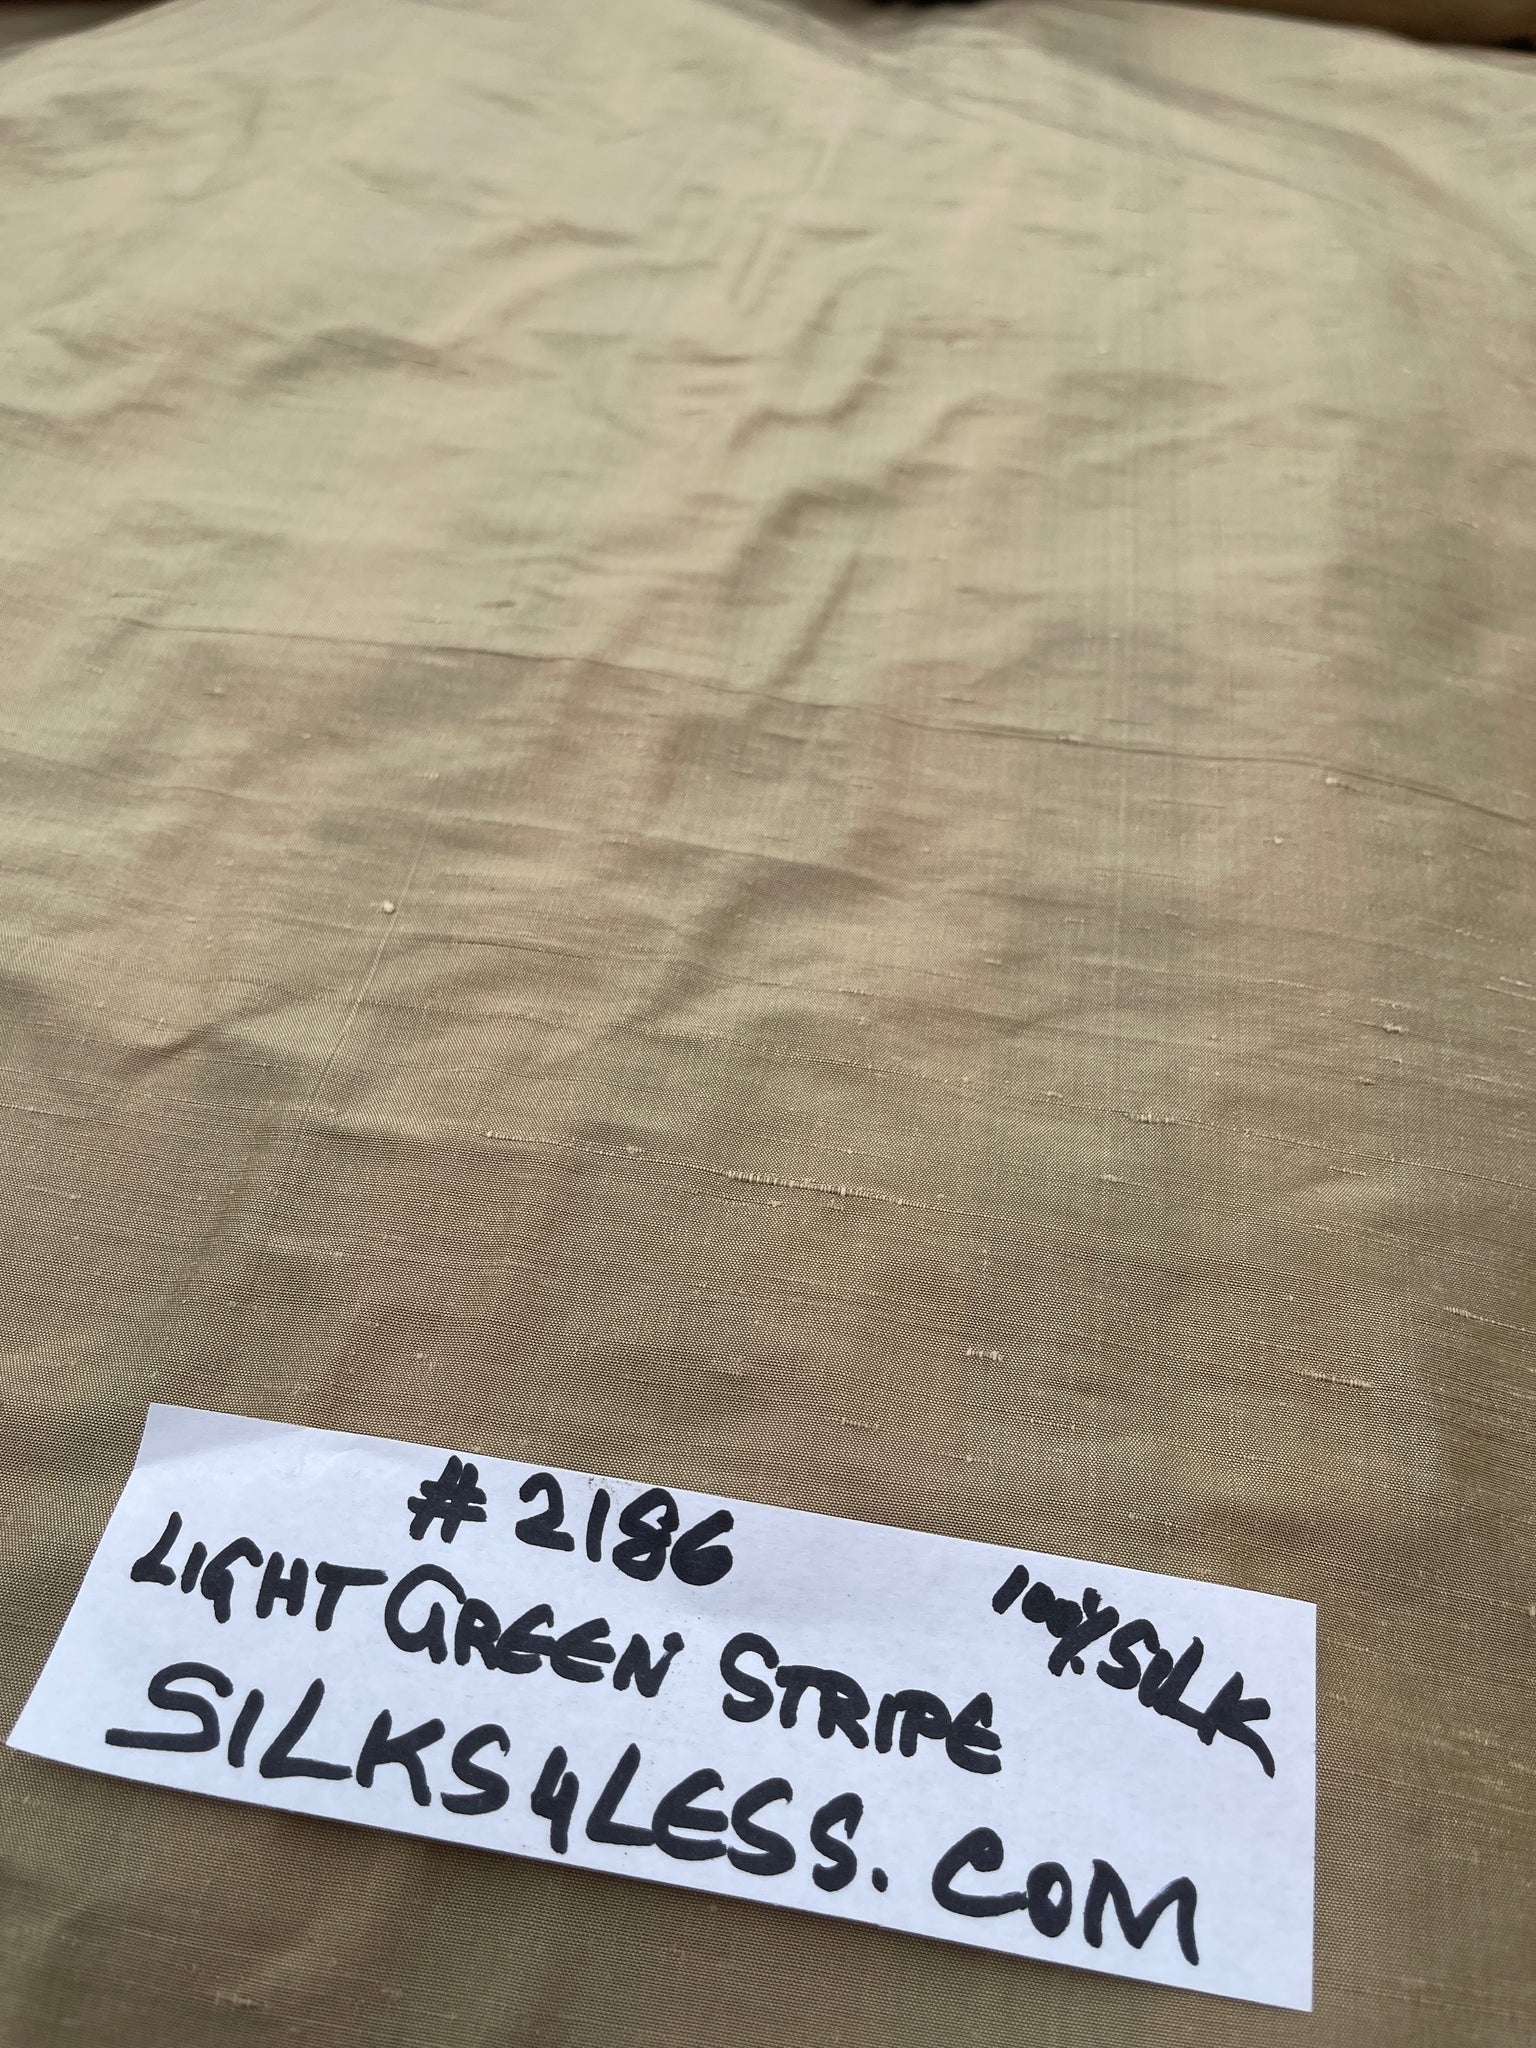 # 2186
LIGHT GREEN STRIPE 100% SILK
SILKS4LESS.COM